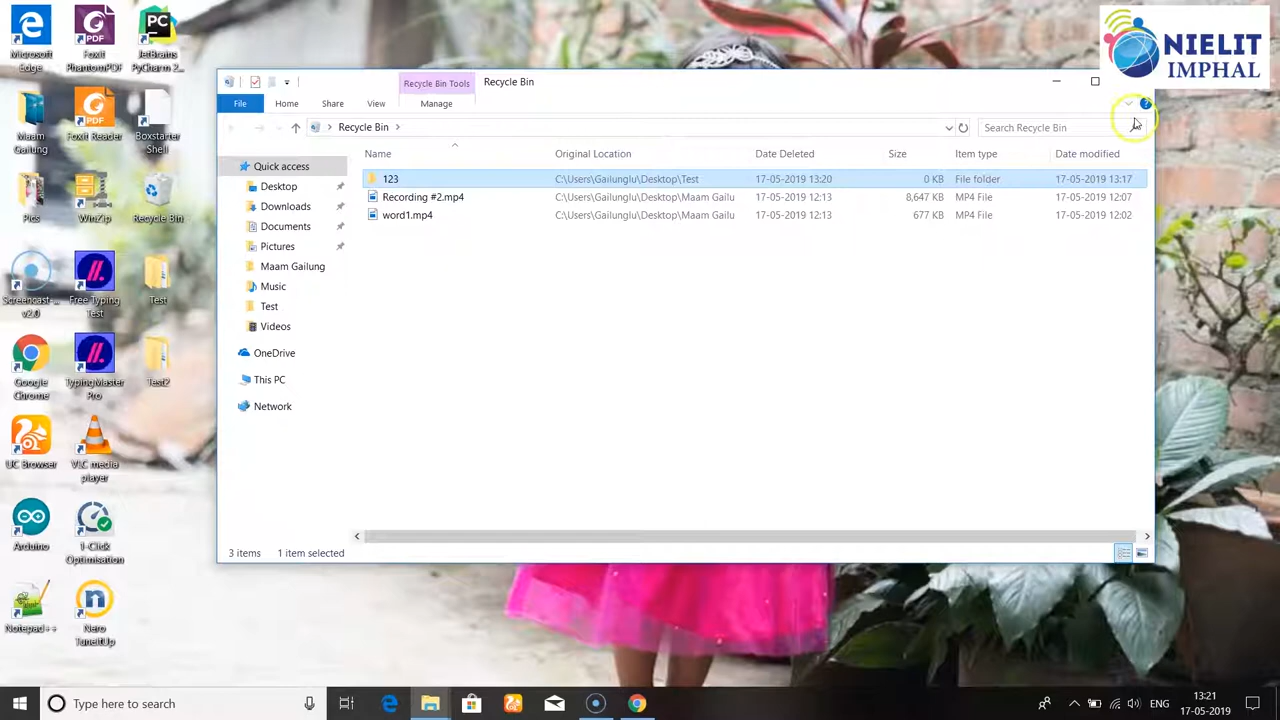 Microsoft Edge
Foxit PhantomPDF
JetBrains PyCharm 2...
PC
PDF
NIELIT
IMPHAL
Recycle Bin Tools
Recycle Bin
File
Home
Share
View
Manage
Recycle Bin
Search Recycle Bin
Name
Original Location
Date Deleted
Size
Item type
Date modified
123
C:\Users\Gailunglu\Desktop\Test
17-05-2019 13:20
0 KB
File folder
17-05-2019 13:17
Recording #2.mp4
C:\Users\Gailunglu\Desktop\Maam Gailu
17-05-2019 12:13
8,647 KB
MP4 File
17-05-2019 12:07
word1.mp4
C:\Users\Gailunglu\Desktop\Maam Gailu
17-05-2019 12:13
677 KB
MP4 File
17-05-2019 12:02
Quick access
Desktop
Downloads
Documents
Pictures
Maam Gailung
Music
Test
Videos
OneDrive
This PC
Network
3 items
1 item selected
Maam Gailung
Foxit Reader
PDF
Boxstarter Shell
Pics
WinZip
Recycle Bin
Screencast-... v2.0
Free Typing Test
Test
Google Chrome
TypingMaster Pro
Test2
UC Browser
VLC media player
Arduino
1-Click Optimisation
Notepad++
Nero TuneItUp
Type here to search
ENG
13:21
17-05-2019